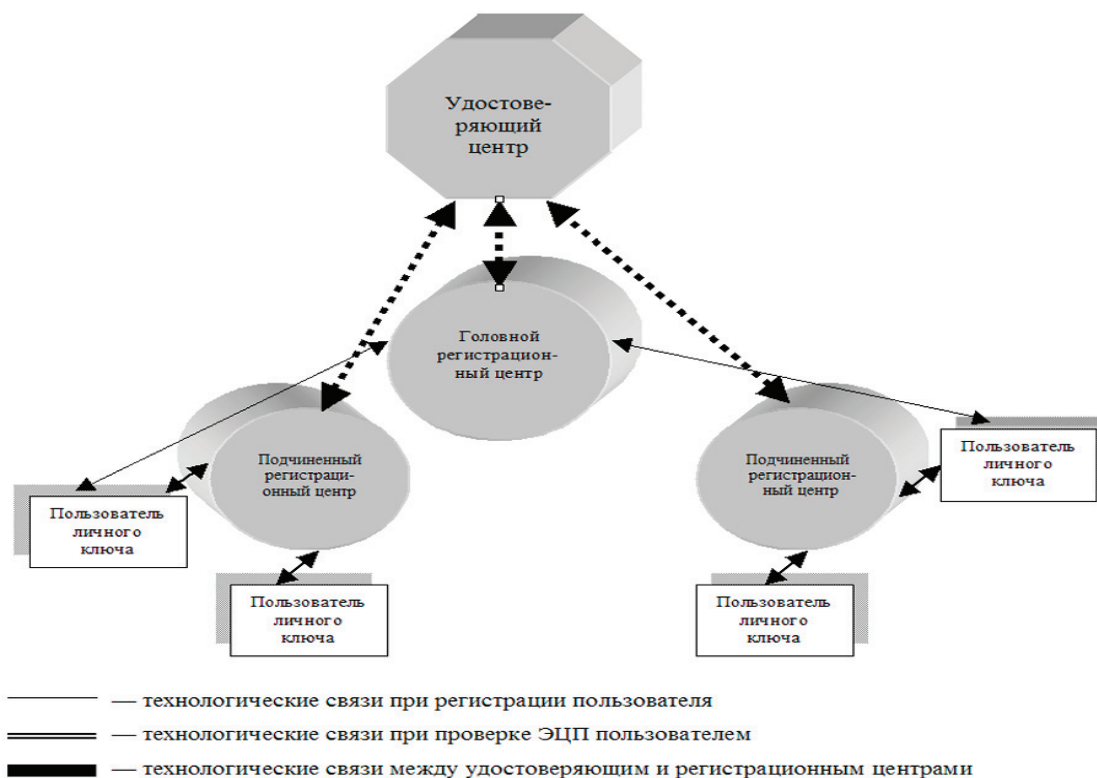 Удостове-
ряющий
центр
Головной
регистрацион-
ный центр
Подчиненный
регистраци-
онный центр
Подчиненный
регистрацион-
ный центр
Пользователь
личного
ключа
Пользователь
личного
ключа
Пользователь
личного
ключа
Пользователь
личного
ключа
— технологические связи при регистрации пользователя
— технологические связи при проверке ЭЦП пользователем
— технологические связи между удостоверяющим и регистрационным центрами